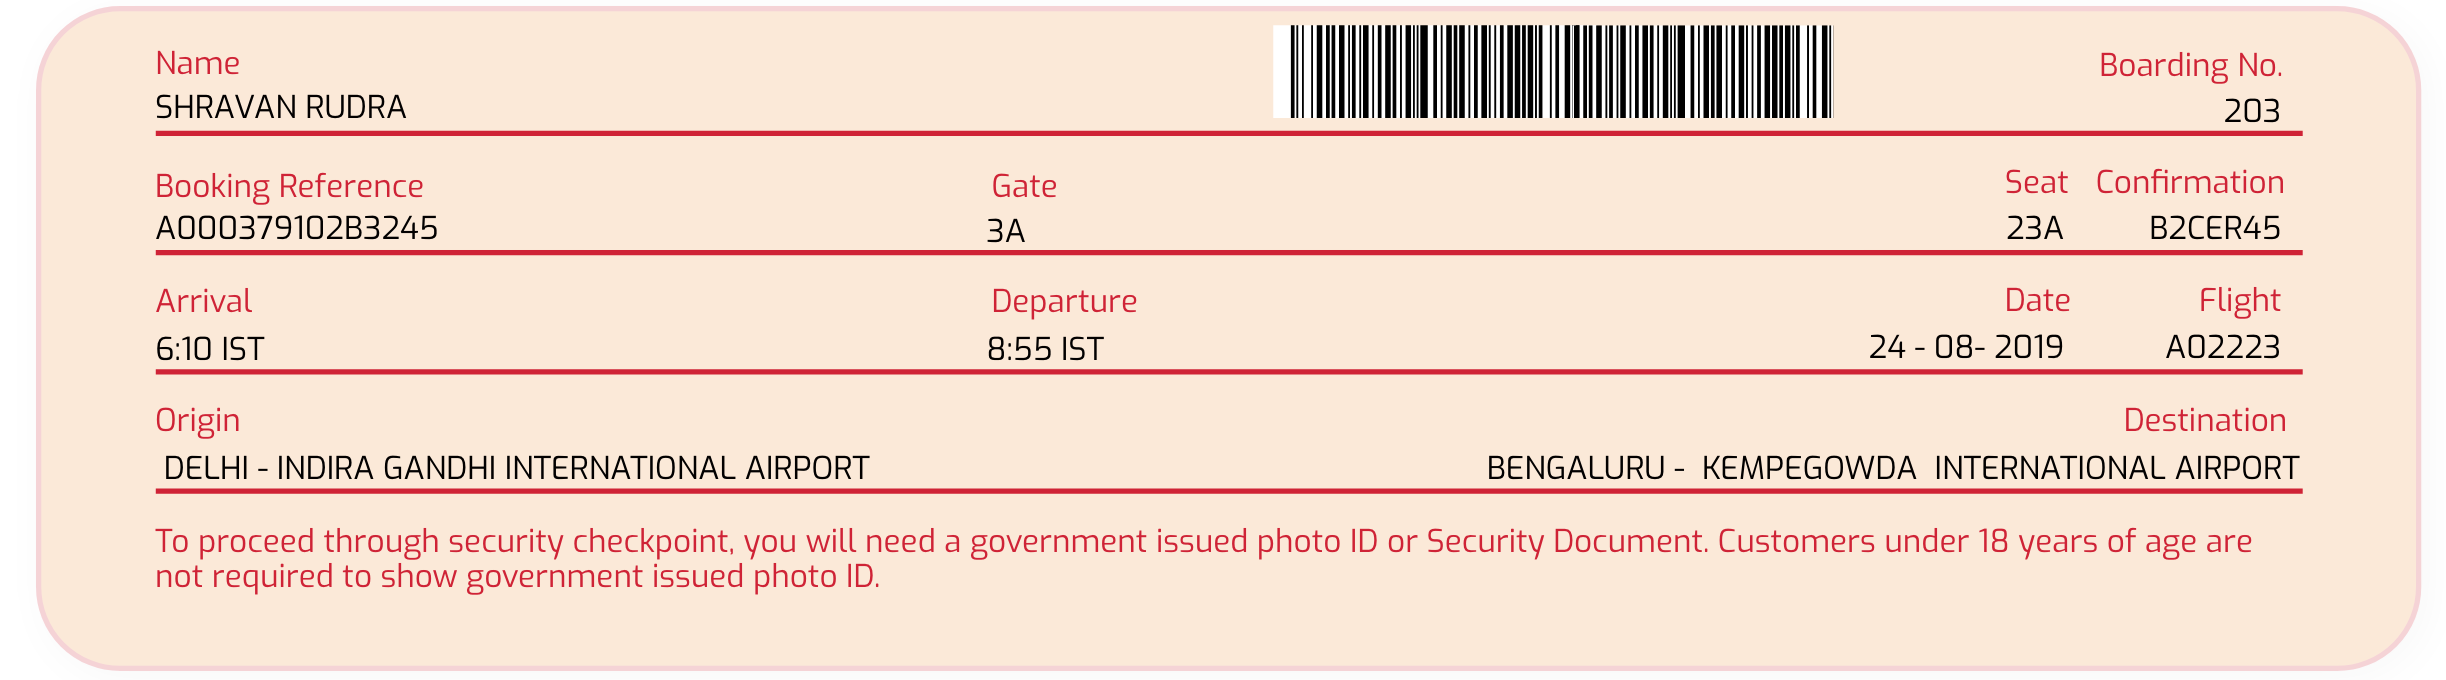 Name
Boarding No.
SHRAVAN RUDRA
203
Booking Reference
Gate
Seat
Confirmation
A000379102B3245
3A
23A
B2CER45
Arrival
Departure
Date
Flight
6:10 IST
8:55 IST
24 - 08- 2019
A02223
Origin
Destination
DELHI - INDIRA GANDHI INTERNATIONAL AIRPORT
BENGALURU - KEMPEGOWDA INTERNATIONAL AIRPORT
To proceed through security checkpoint, you will need a government issued photo ID or Security Document. Customers under 18 years of age are
not required to show government issued photo ID.